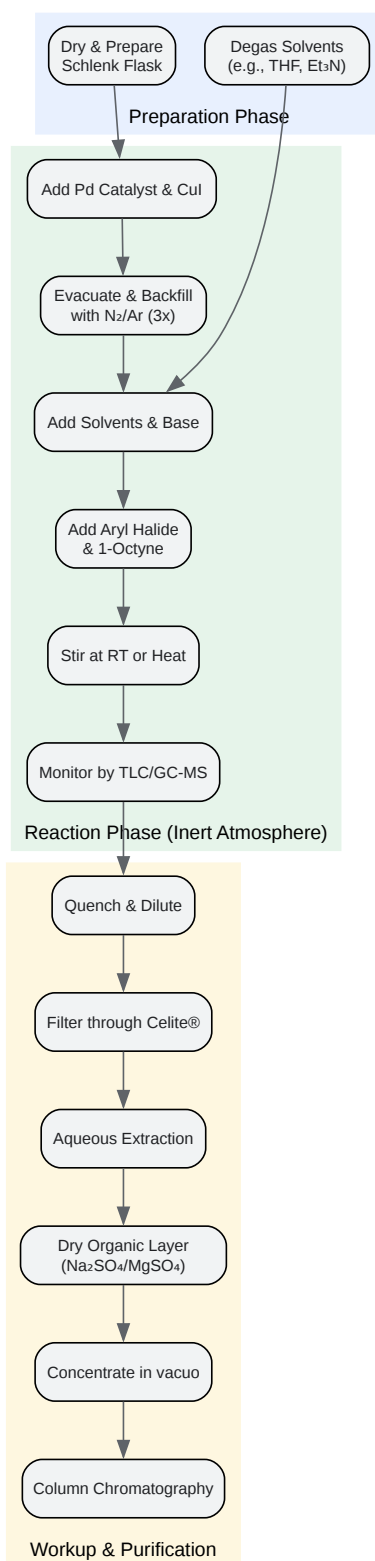 Dry & Prepare
Schlenk Flask
Degas Solvents
(e.g., THF, Et₃N)
Preparation Phase
Add Pd Catalyst & CuI
Evacuate & Backfill
with N₂/Ar (3x)
Add Solvents & Base
Add Aryl Halide
& 1-Octyne
Stir at RT or Heat
Monitor by TLC/GC-MS
Reaction Phase (Inert Atmosphere)
Quench & Dilute
Filter through Celite®
Aqueous Extraction
Dry Organic Layer
(Na₂SO₄/MgSO₄)
Concentrate in vacuo
Column Chromatography
Workup & Purification